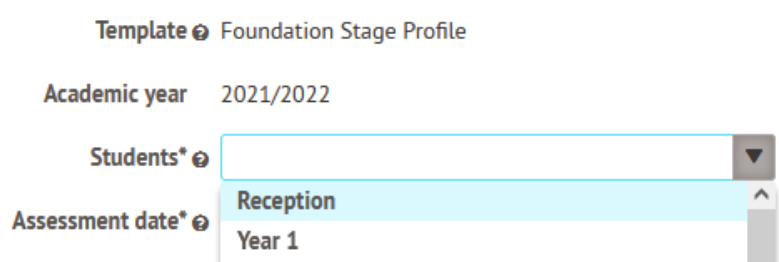 Template Foundation Stage Profile
Academic year 2021/2022
Students*
Reception
Assessment date*
Year 1